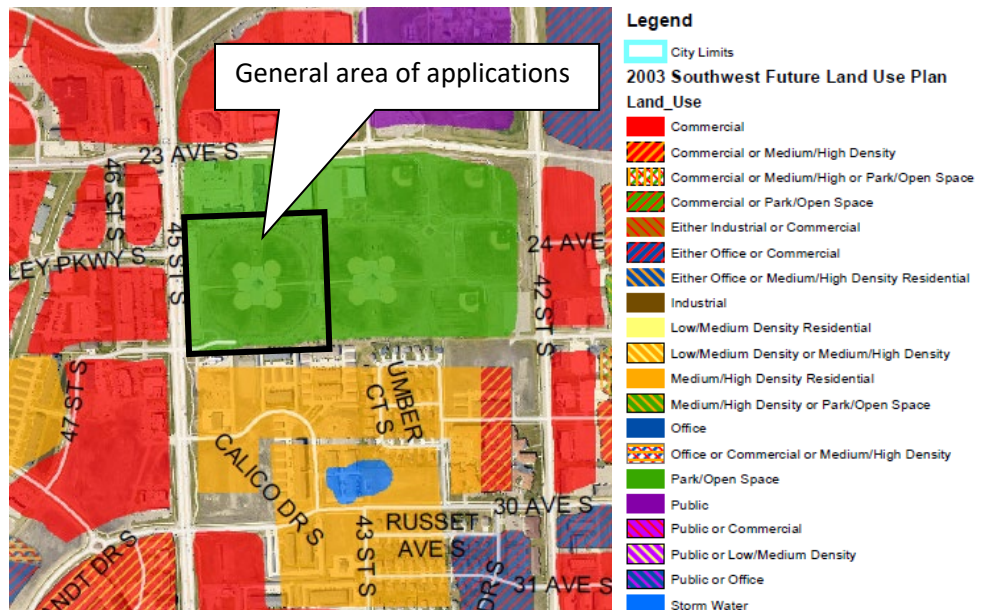 General area of applications
23 AVE S
46 ST S
45 ST S
LEY PKWY S
24 AVE
42 ST S
47 ST S
UMBER
CT S
CALICO DR S
30 AVE S
RUSSET
AVE S
43 ST S
ANDT DR S
DR S
31 AVE S
Legend
City Limits
2003 Southwest Future Land Use Plan
Land_Use
Commercial
Commercial or Medium/High Density
Commercial or Medium/High or Park/Open Space
Commercial or Park/Open Space
Either Industrial or Commercial
Either Office or Commercial
Either Office or Medium/High Density Residential
Industrial
Low/Medium Density Residential
Low/Medium Density or Medium/High Density
Medium/High Density Residential
Medium/High Density or Park/Open Space
Office
Office or Commercial or Medium/High Density
Park/Open Space
Public
Public or Commercial
Public or Low/Medium Density
Public or Office
Storm Water